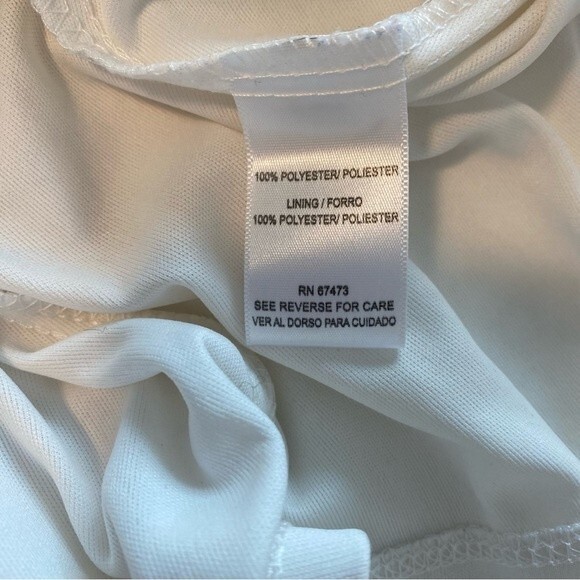 100% POLYESTER/ POLIESTER
LINING / FORRO
100% POLYESTER/ POLIESTER
RN 67473
SEE REVERSE FOR CARE
VER AL DORSO PARA CUIDADO